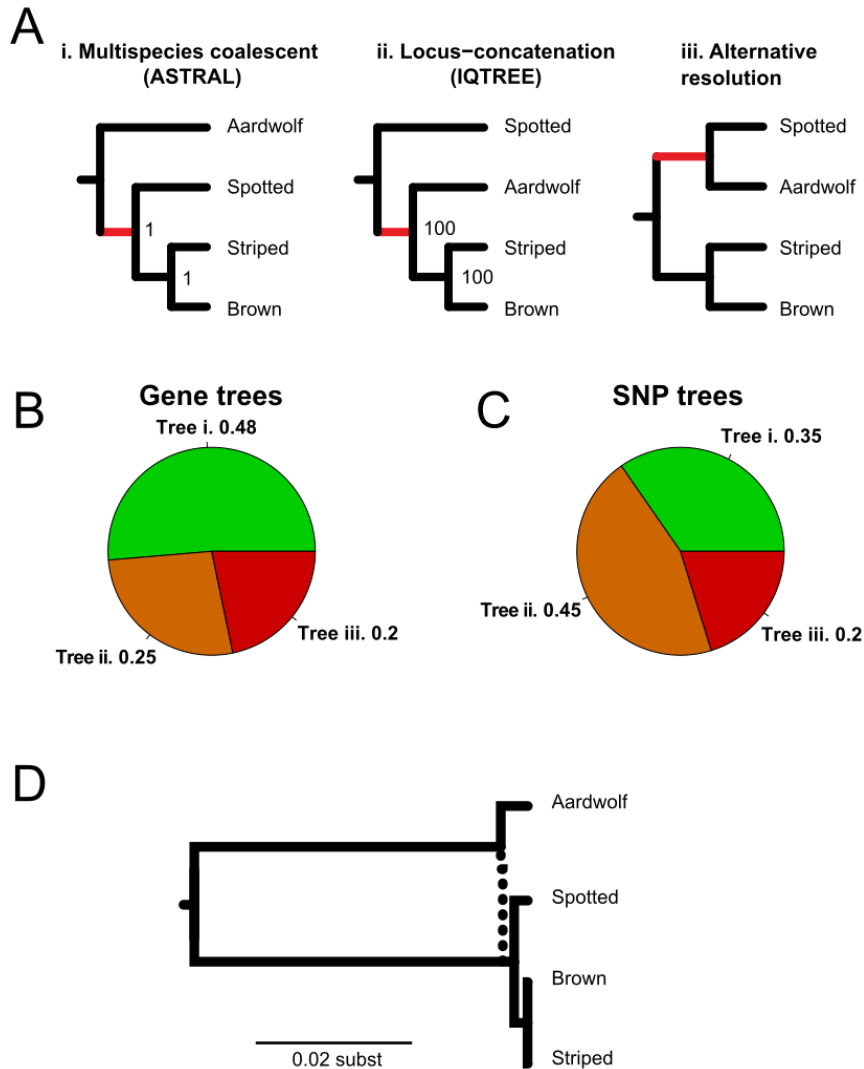 A
i. Multispecies coalescent
(ASTRAL)
ii. Locus−concatenation
(IQTREE)
iii. Alternative
resolution
Aardwolf
Spotted
1
Striped
1
Brown
Spotted
Aardwolf
100
Striped
100
Brown
Spotted
Aardwolf
Striped
Brown
B
Gene trees
Tree i. 0.48
Tree ii. 0.25
Tree iii. 0.2
C
SNP trees
Tree i. 0.35
Tree ii. 0.45
Tree iii. 0.2
D
Aardwolf
Spotted
Brown
Striped
0.02 subst